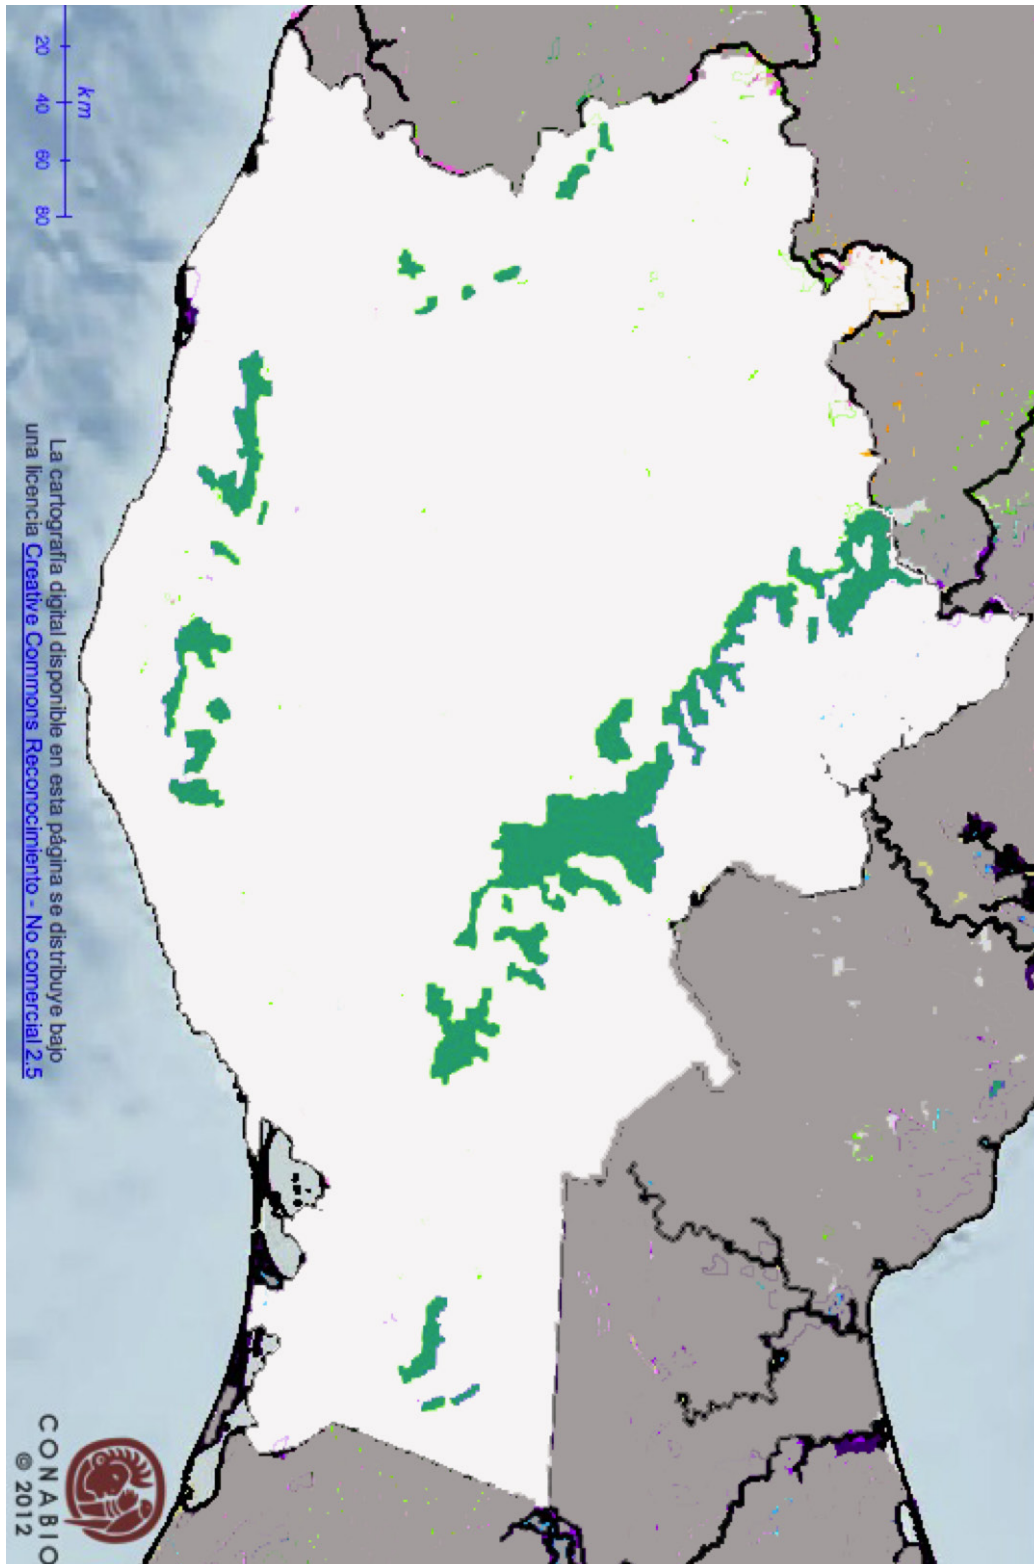 20 40 60 80
km
La cartografía digital disponible en esta página se distribuye bajo
una licencia Creative Commons Reconocimiento - No comercial 2.5
CONABIO
© 2012